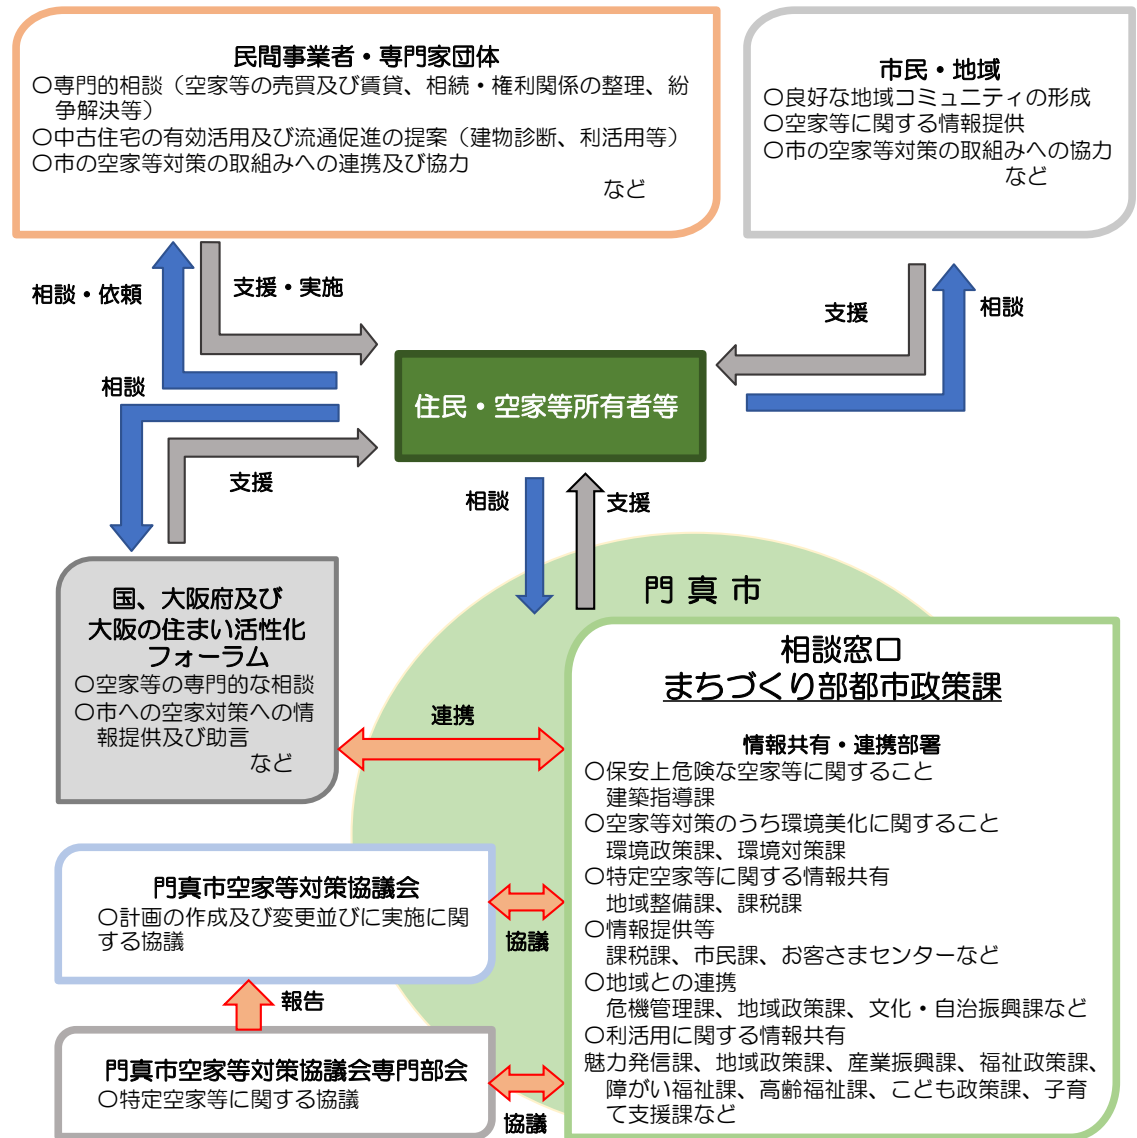 民間事業者・専門家団体
〇専門的相談（空家等の売買及び賃貸、相続・権利関係の整理、紛
争解決等）
〇中古住宅の有効活用及び流通促進の提案（建物診断、利活用等）
〇市の空家等対策の取組みへの連携及び協力
など
市民・地域
〇良好な地域コミュニティの形成
〇空家等に関する情報提供
〇市の空家等対策の取組みへの協力
など
相談・依頼
支援・実施
支援
相談
相談
住民・空家等所有者等
支援
相談
支援
国、大阪府及び
大阪の住まい活性化
フォーラム
〇空家等の専門的な相談
〇市への空家対策への情
報提供及び助言
など
連携
門 真 市
相談窓口
まちづくり部都市政策課
情報共有・連携部署
〇保安上危険な空家等に関すること
建築指導課
〇空家等対策のうち環境美化に関すること
環境政策課、環境対策課
〇特定空家等に関する情報共有
地域整備課、課税課
〇情報提供等
課税課、市民課、お客さまセンターなど
〇地域との連携
危機管理課、地域政策課、文化・自治振興課など
〇利活用に関する情報共有
魅力発信課、地域政策課、産業振興課、福祉政策課、
障がい福祉課、高齢福祉課、こども政策課、子育
て支援課など
門真市空家等対策協議会
〇計画の作成及び変更並びに実施に関
する協議
協議
報告
門真市空家等対策協議会専門部会
〇特定空家等に関する協議
協議